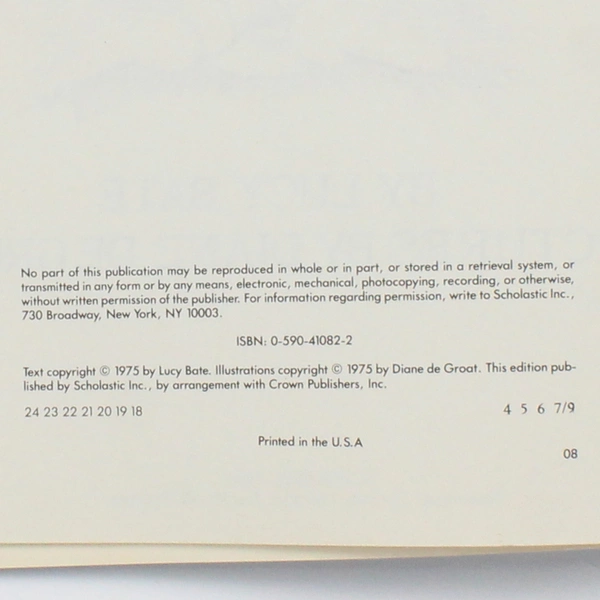 No part of this publication may be reproduced in whole or in part, or stored in a retrieval system, or
transmitted in any form or by any means, electronic, mechanical, photocopying, recording, or otherwise,
without written permission of the publisher. For information regarding permission, write to Scholastic Inc.,
730 Broadway, New York, NY 10003.
ISBN: 0-590-41082-2
Text copyright © 1975 by Lucy Bate. Illustrations copyright © 1975 by Diane de Groat. This edition pub-
lished by Scholastic Inc., by arrangement with Crown Publishers, Inc.
24 23 22 21 20 19 18 4 5 6 7/9
Printed in the U.S.A
08